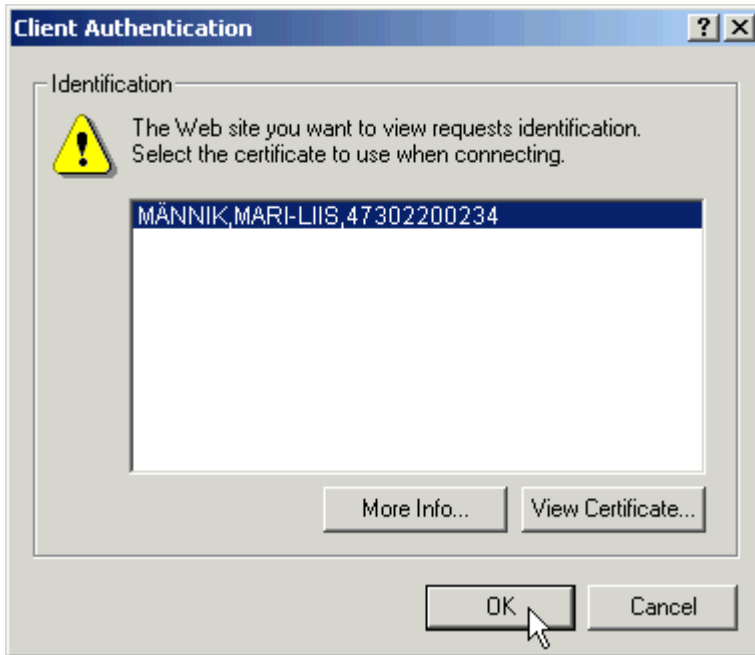 Client Authentication
Identification
The Web site you want to view requests identification.
Select the certificate to use when connecting.
MÄNNIK,MARI-LIIS,47302200234
More Info...
View Certificate...
OK
Cancel